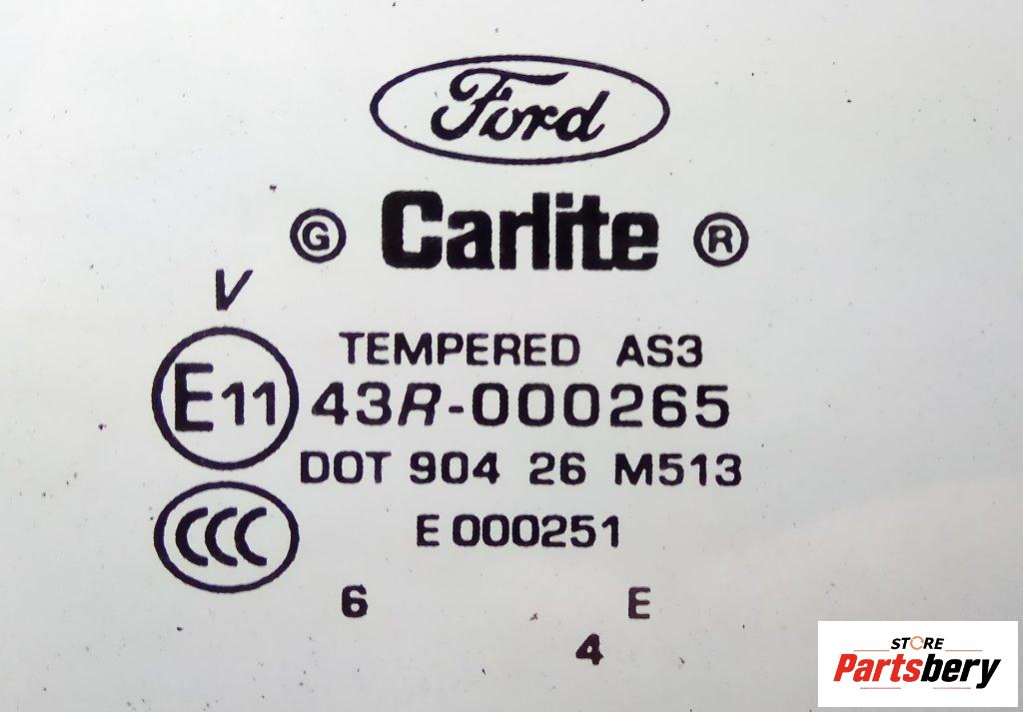 Ford
G Carlite ®
V
TEMPERED AS3
E11 43R-000265
DOT 904 26 M513
CCC E 000251
6 E
4
STORE
Partsbery